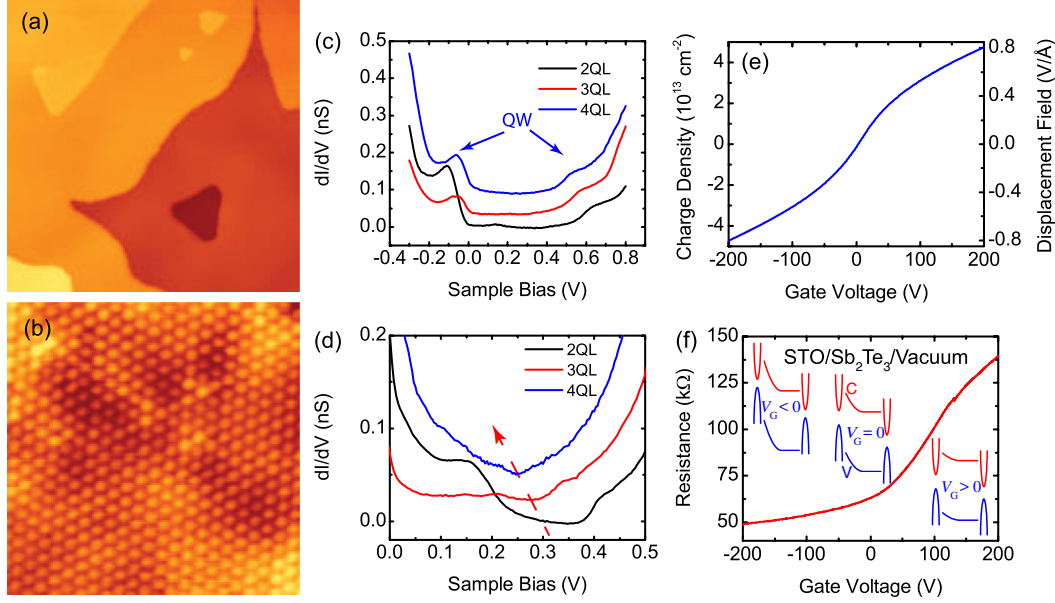 (a)
(b)
(c)
0.5
0.4
0.3
0.2
0.1
0.0
dI/dV (nS)
2QL
3QL
4QL
QW
-0.4 -0.2 0.0 0.2 0.4 0.6 0.8
Sample Bias (V)
(d)
0.2
0.1
0.0
dI/dV (nS)
2QL
3QL
4QL
0.0 0.1 0.2 0.3 0.4 0.5
Sample Bias (V)
(e)
4
2
0
-2
-4
Charge Density (10¹³ cm⁻²)
0.8
0.4
0.0
-0.4
-0.8
Displacement Field (V/Å)
-200 -100 0 100 200
Gate Voltage (V)
(f)
STO/Sb₂Te₃/Vacuum
150
125
100
75
50
Resistance (kΩ)
C
V_G < 0
V_G = 0
V
V_G > 0
-200 -100 0 100 200
Gate Voltage (V)